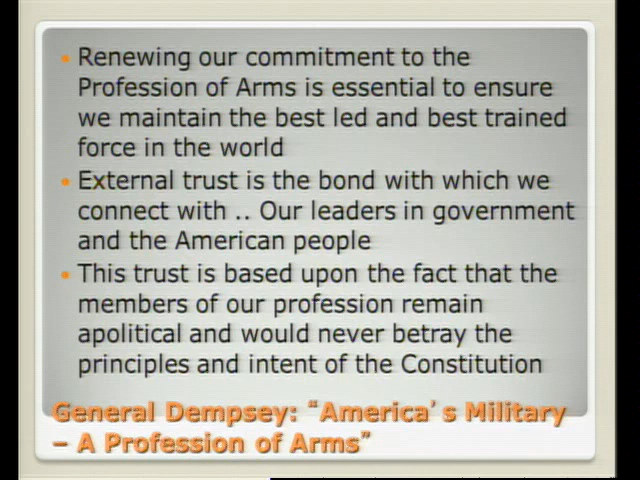 Renewing our commitment to the
Profession of Arms is essential to ensure
we maintain the best led and best trained
force in the world
External trust is the bond with which we
connect with .. Our leaders in government
and the American people
This trust is based upon the fact that the
members of our profession remain
apolitical and would never betray the
principles and intent of the Constitution
General Dempsey: “America’s Military
– A Profession of Arms”